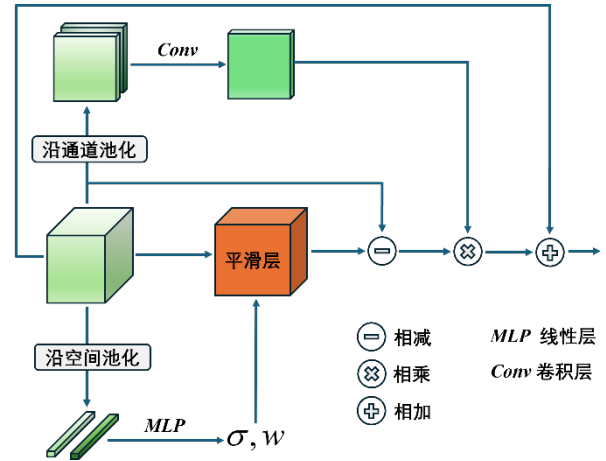 Conv
沿通道池化
平滑层
沿空间池化
MLP
σ, w
相减
相乘
相加
MLP 线性层
Conv 卷积层